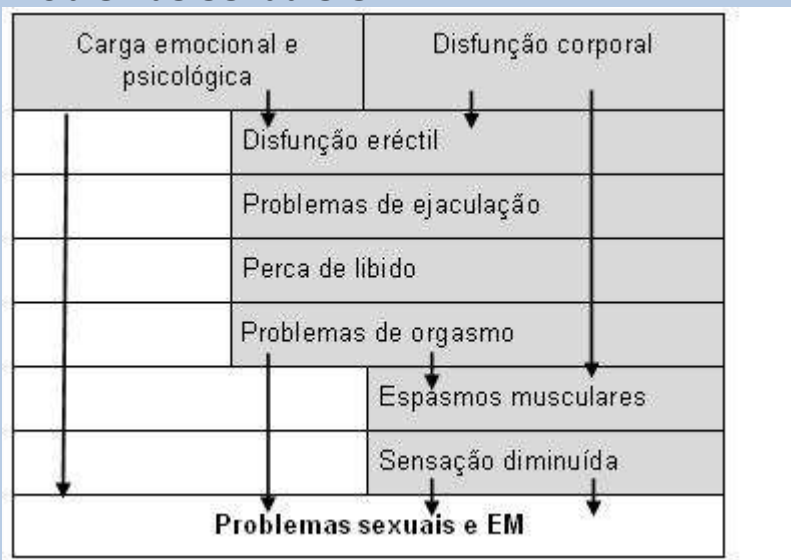 Carga emocional e
psicológica
Disfunção corporal
Disfunção eréctil
Problemas de ejaculação
Perca de libido
Problemas de orgasmo
Espasmos musculares
Sensação diminuída
Problemas sexuais e EM